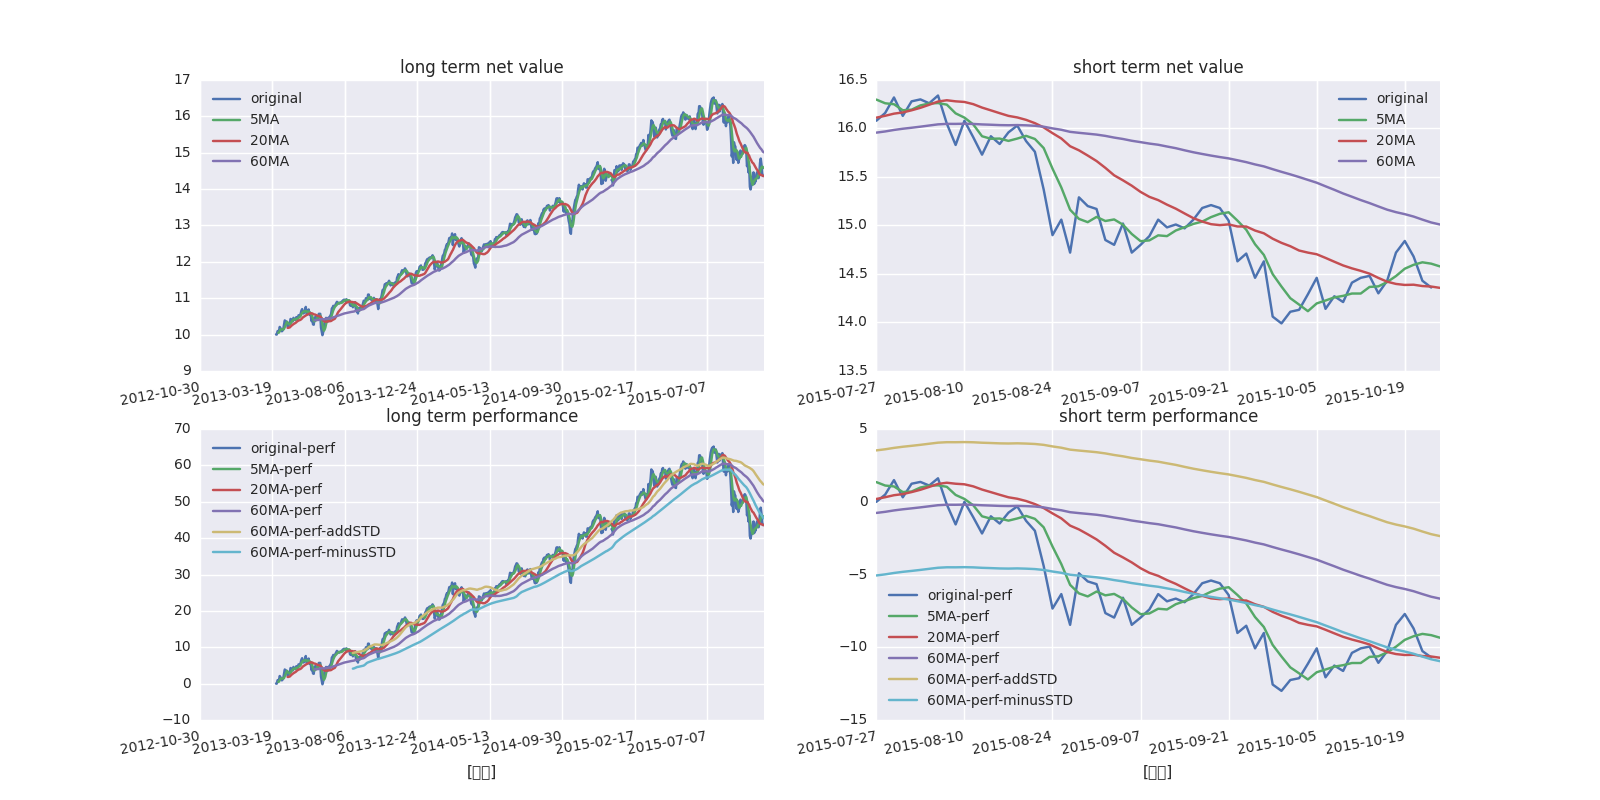 long term net value
17
16
15
14
13
12
11
10
9
original
5MA
20MA
60MA
2012-10-30
2013-03-19
2013-08-06
2013-12-24
2014-05-13
2014-09-30
2015-02-17
2015-07-07
short term net value
16.5
16.0
15.5
15.0
14.5
14.0
13.5
original
5MA
20MA
60MA
2015-07-27
2015-08-10
2015-08-24
2015-09-07
2015-09-21
2015-10-05
2015-10-19
long term performance
70
60
50
40
30
20
10
0
−10
original-perf
5MA-perf
20MA-perf
60MA-perf
60MA-perf-addSTD
60MA-perf-minusSTD
2012-10-30
2013-03-19
2013-08-06
2013-12-24
2014-05-13
2014-09-30
2015-02-17
2015-07-07
short term performance
5
0
−5
−10
−15
original-perf
5MA-perf
20MA-perf
60MA-perf
60MA-perf-addSTD
60MA-perf-minusSTD
2015-07-27
2015-08-10
2015-08-24
2015-09-07
2015-09-21
2015-10-05
2015-10-19